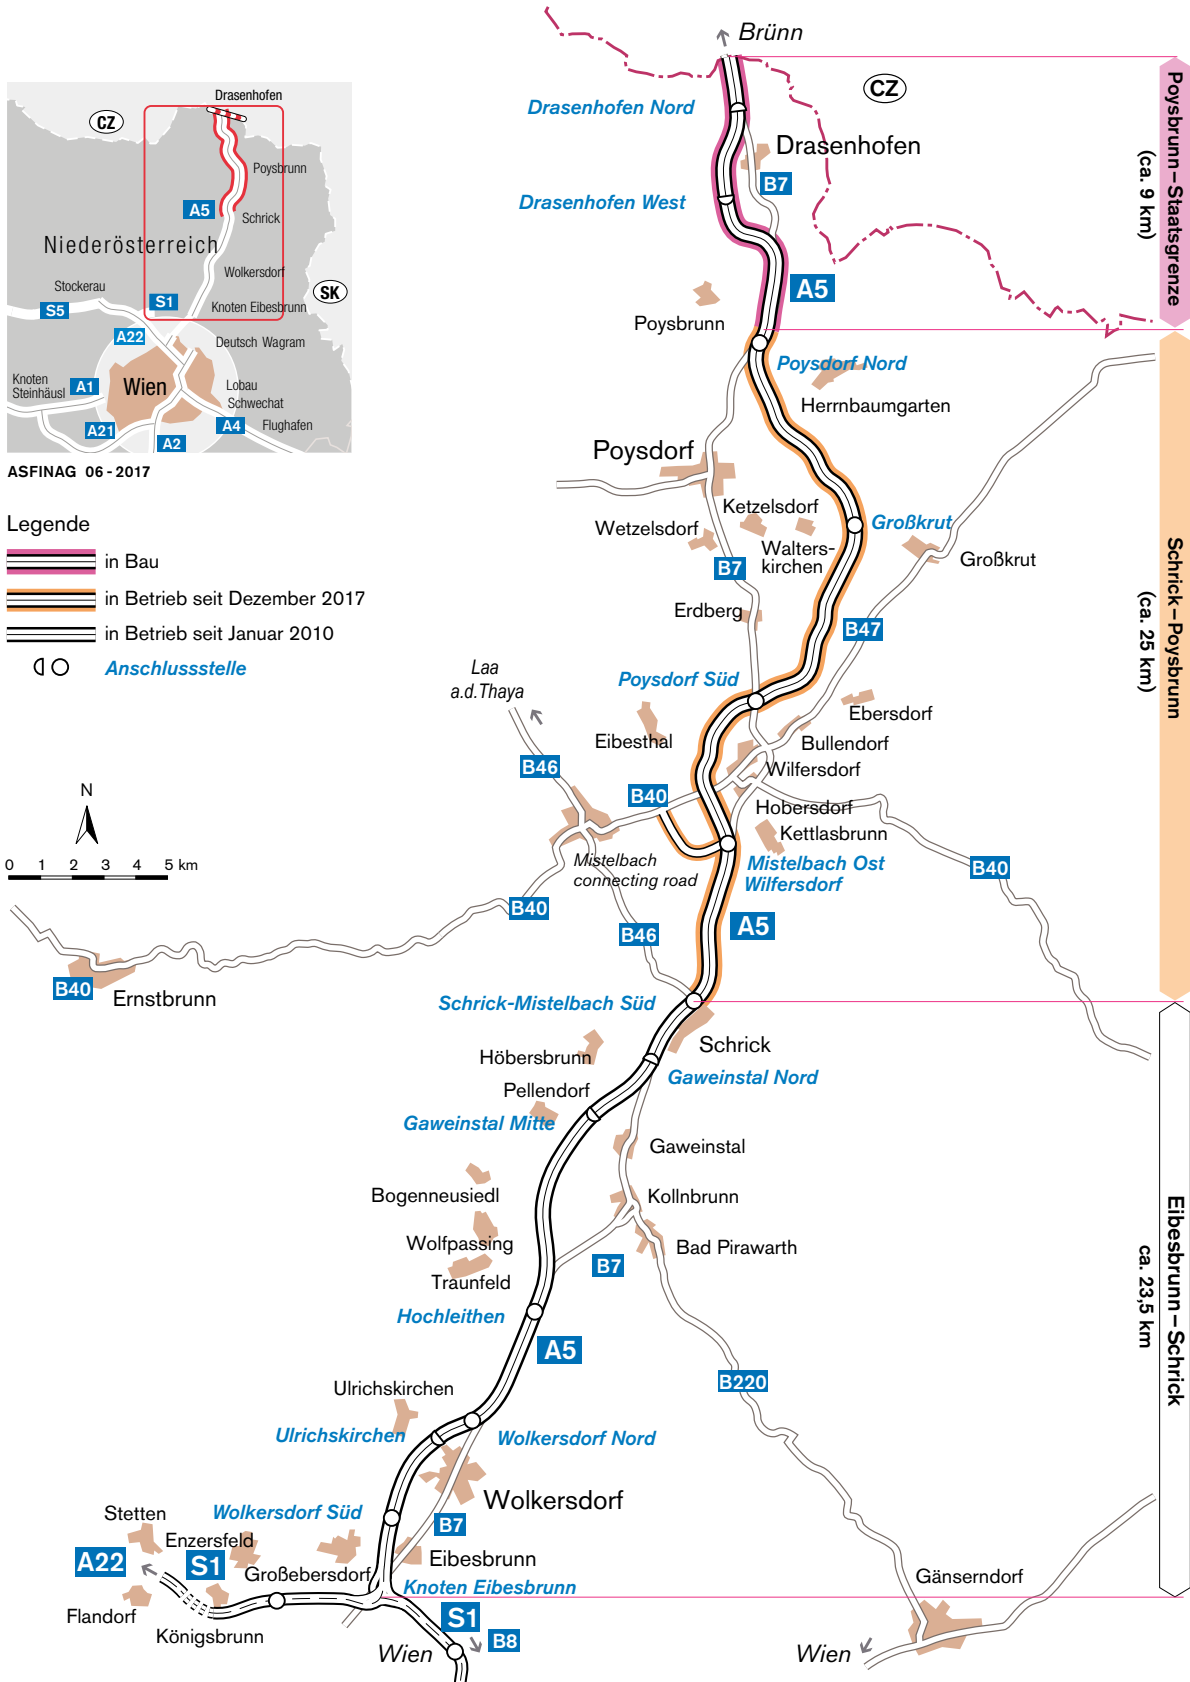 Brünn
CZ
Drasenhofen Nord
Drasenhofen
B7
Drasenhofen West
A5
Poysbrunn
Poysbrunn – Staatsgrenze
(ca. 9 km)
Drasenhofen
CZ
Poysbrunn
A5
Schrick
Niederösterreich
Wolkersdorf
SK
Stockerau
S1
S5
Knoten Eibesbrunn
A22
Deutsch Wagram
Knoten
Steinhäusl
A1
Wien
Lobau
Schwechat
A21
A2
A4
Flughafen
ASFINAG 06 - 2017
Legende
in Bau
in Betrieb seit Dezember 2017
in Betrieb seit Januar 2010
Anschlussstelle
N
0 1 2 3 4 5 km
Poysdorf Nord
Herrnbaumgarten
Poysdorf
Ketzelsdorf
Wetzelsdorf
Walters-
kirchen
Großkrut
Großkrut
B7
Erdberg
B47
Schrick – Poysbrunn
(ca. 25 km)
Laa
a.d.Thaya
Poysdorf Süd
Ebersdorf
Eibesthal
Bullendorf
B46
Wilfersdorf
B40
Hobersdorf
Kettlasbrunn
Mistelbach
connecting road
Mistelbach Ost
Wilfersdorf
B40
B40
B46
A5
B40
Ernstbrunn
Schrick-Mistelbach Süd
Schrick
Höbersbrunn
Gaweinstal Nord
Pellendorf
Gaweinstal Mitte
Gaweinstal
Bogenneusiedl
Kollnbrunn
Wolfpassing
Bad Pirawarth
B7
Traunfeld
Hochleithen
A5
Eibesbrunn – Schrick
ca. 23,5 km
B220
Ulrichskirchen
Ulrichskirchen
Wolkersdorf Nord
Wolkersdorf
Stetten
Wolkersdorf Süd
B7
Enzersfeld
A22
S1
Großebersdorf
Eibesbrunn
Knoten Eibesbrunn
Flandorf
Königsbrunn
S1
B8
Wien
Gänserndorf
Wien